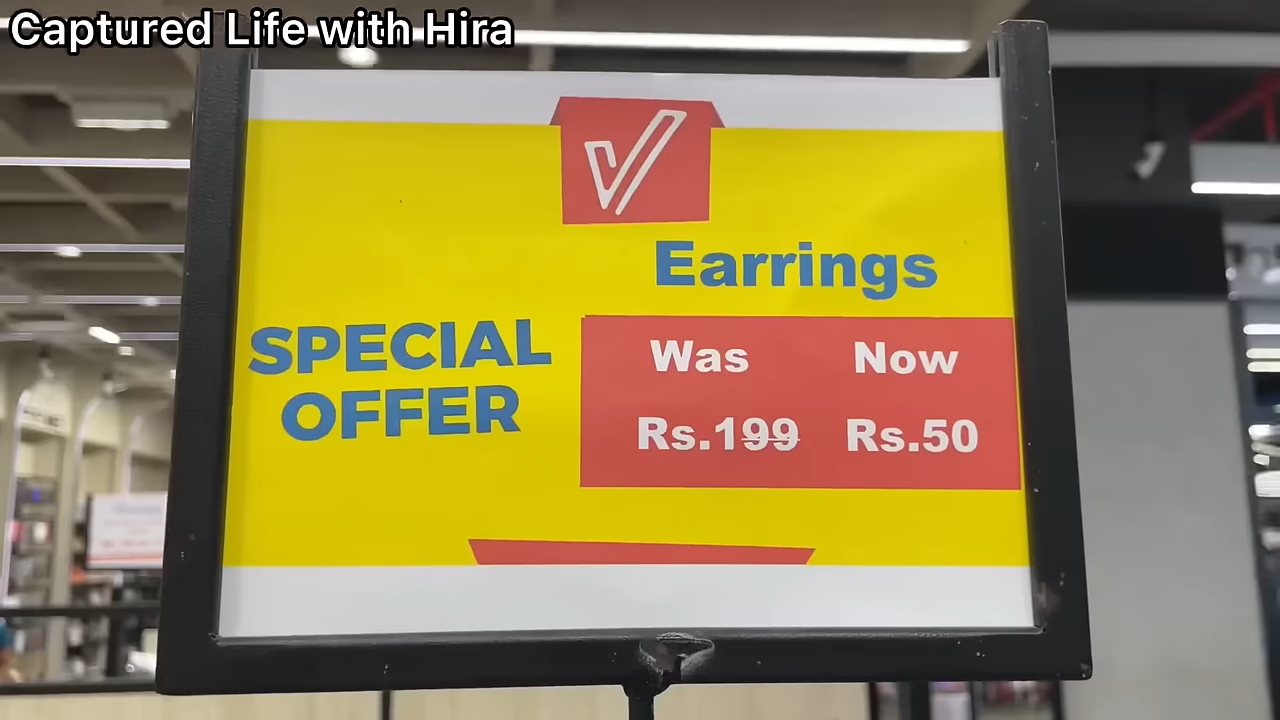 Captured Life with Hira
Earrings
SPECIAL
OFFER
Was Now
Rs.199 Rs.50